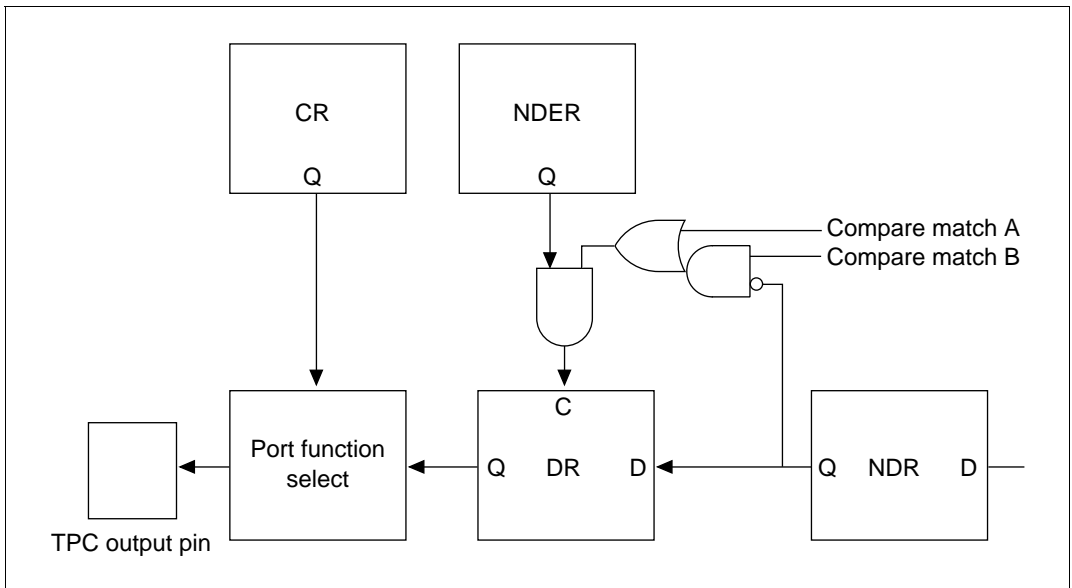 CR
Q
NDER
Q
Compare match A
Compare match B
C
Port function
select
Q
DR
D
Q
NDR
D
TPC output pin